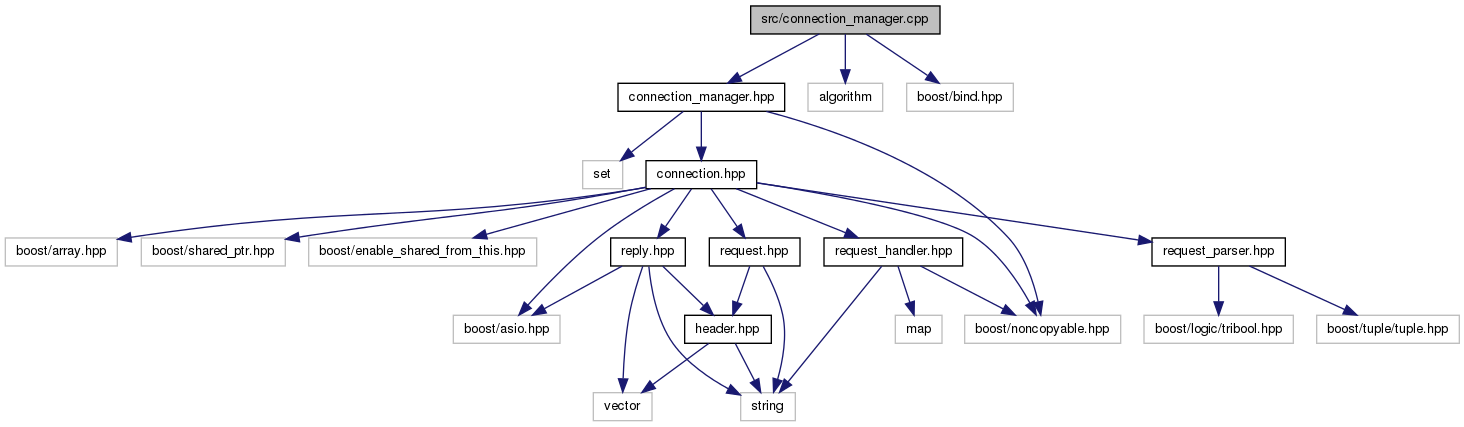 src/connection_manager.cpp
connection_manager.hpp
algorithm
boost/bind.hpp
set
connection.hpp
boost/array.hpp
boost/shared_ptr.hpp
boost/enable_shared_from_this.hpp
reply.hpp
request.hpp
request_handler.hpp
request_parser.hpp
boost/asio.hpp
header.hpp
map
boost/noncopyable.hpp
boost/logic/tribool.hpp
boost/tuple/tuple.hpp
vector
string